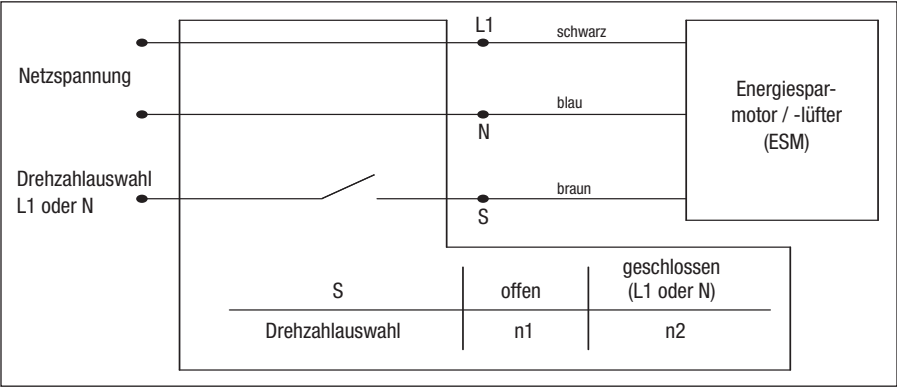 L1
schwarz
Netzspannung
blau
N
Energiespar-
motor / -lüfter
(ESM)
Drehzahlauswahl
L1 oder N
braun
S
S offen geschlossen
(L1 oder N)
Drehzahlauswahl n1 n2